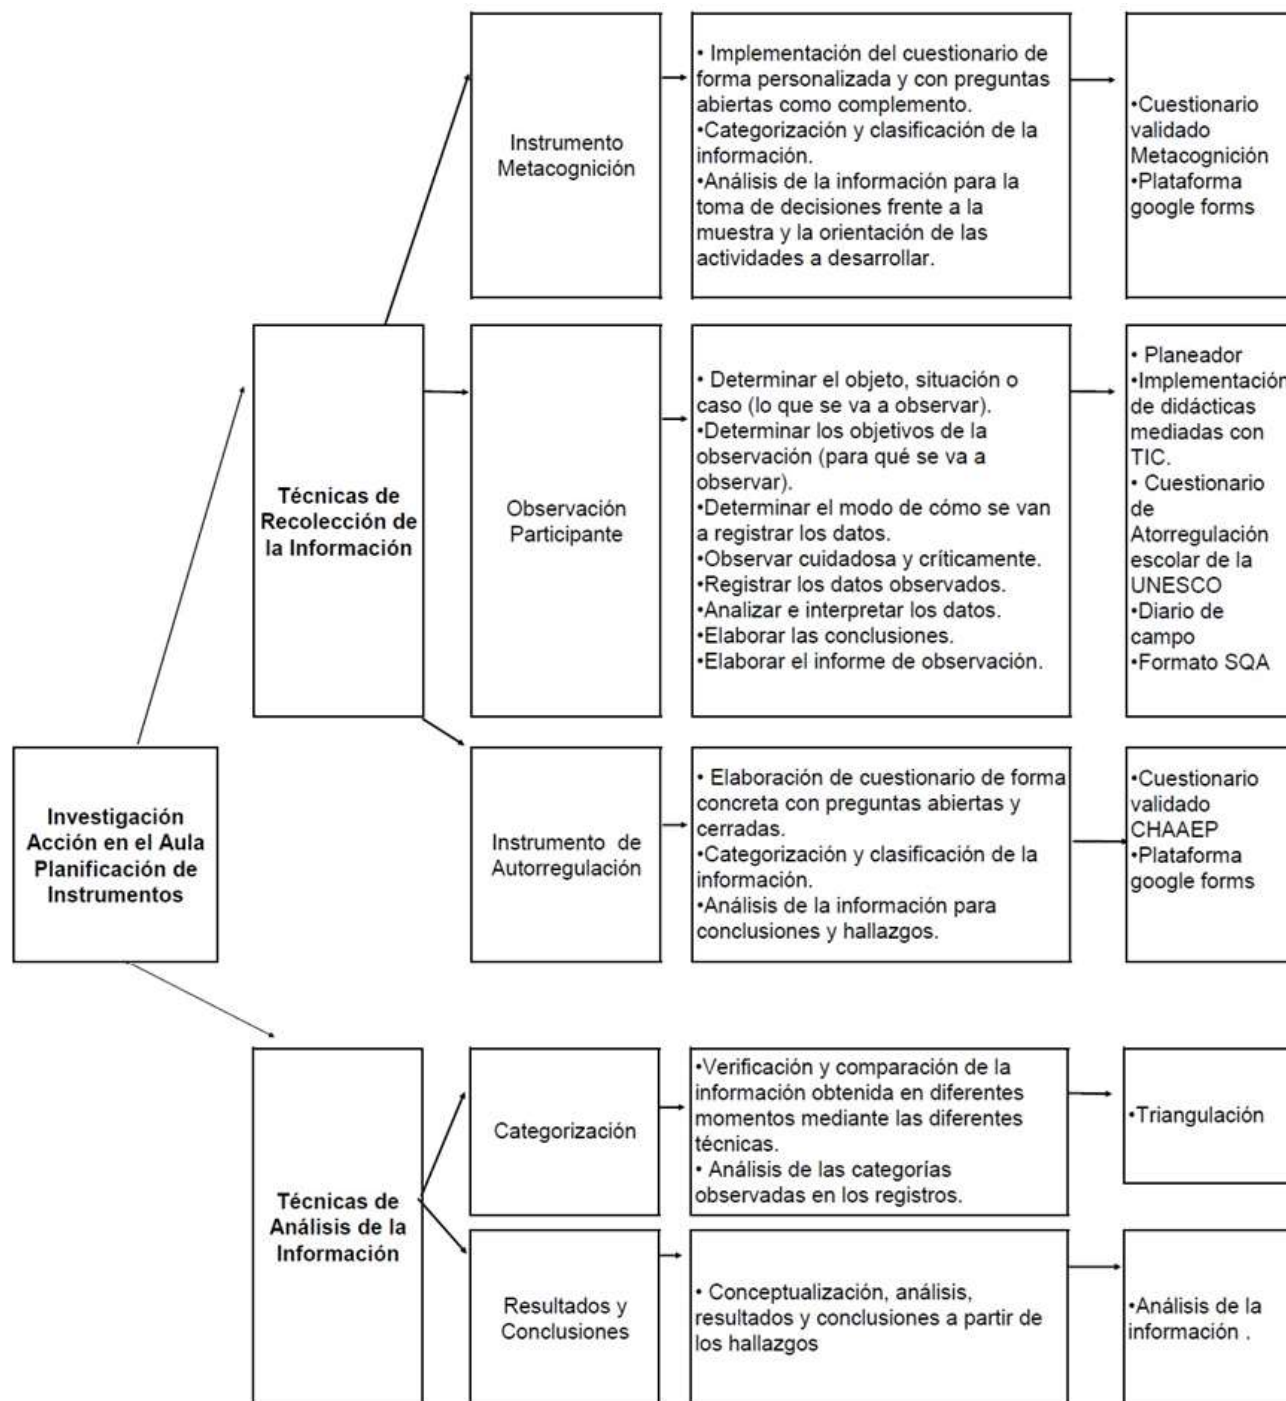 Instrumento
Metacognición
• Implementación del cuestionario de
forma personalizada y con preguntas
abiertas como complemento.
•Categorización y clasificación de la
información.
•Análisis de la información para la
toma de decisiones frente a la
muestra y la orientación de las
actividades a desarrollar.
•Cuestionario
validado
Metacognición
•Plataforma
google forms
Técnicas de
Recolección de
la Información
Observación
Participante
• Determinar el objeto, situación o
caso (lo que se va a observar).
•Determinar los objetivos de la
observación (para qué se va a
observar).
•Determinar el modo de cómo se van
a registrar los datos.
•Observar cuidadosa y críticamente.
•Registrar los datos observados.
•Analizar e interpretar los datos.
•Elaborar las conclusiones.
•Elaborar el informe de observación.
• Planeador
•Implementación
de didácticas
mediadas con
TIC.
• Cuestionario
de
Atorregulación
escolar de la
UNESCO
•Diario de
campo
•Formato SQA
Investigación
Acción en el Aula
Planificación de
Instrumentos
Instrumento de
Autorregulación
• Elaboración de cuestionario de forma
concreta con preguntas abiertas y
cerradas.
•Categorización y clasificación de la
información.
•Análisis de la información para
conclusiones y hallazgos.
•Cuestionario
validado
CHAAEP
•Plataforma
google forms
Técnicas de
Análisis de la
Información
Categorización
•Verificación y comparación de la
información obtenida en diferentes
momentos mediante las diferentes
técnicas.
• Análisis de las categorías
observadas en los registros.
•Triangulación
Resultados y
Conclusiones
• Conceptualización, análisis,
resultados y conclusiones a partir de
los hallazgos
•Análisis de la
información .